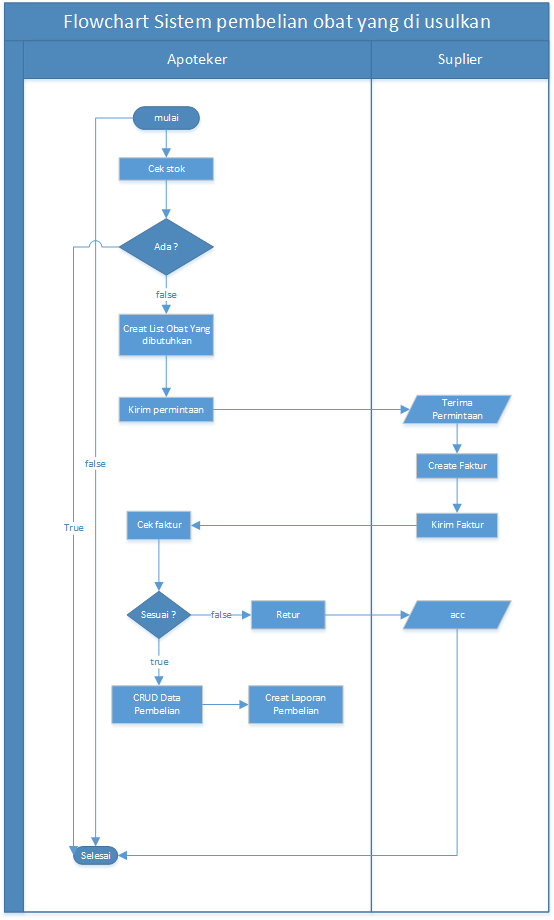 Flowchart Sistem pembelian obat yang di usulkan
Apoteker
Suplier
mulai
Cek stok
Ada ?
false
Creat List Obat Yang
dibutuhkan
Kirim permintaan
Terima
Permintaan
false
Create Faktur
True
Cek faktur
Kirim Faktur
Sesuai ?
false
Retur
acc
true
CRUD Data
Pembelian
Creat Laporan
Pembelian
Selesai